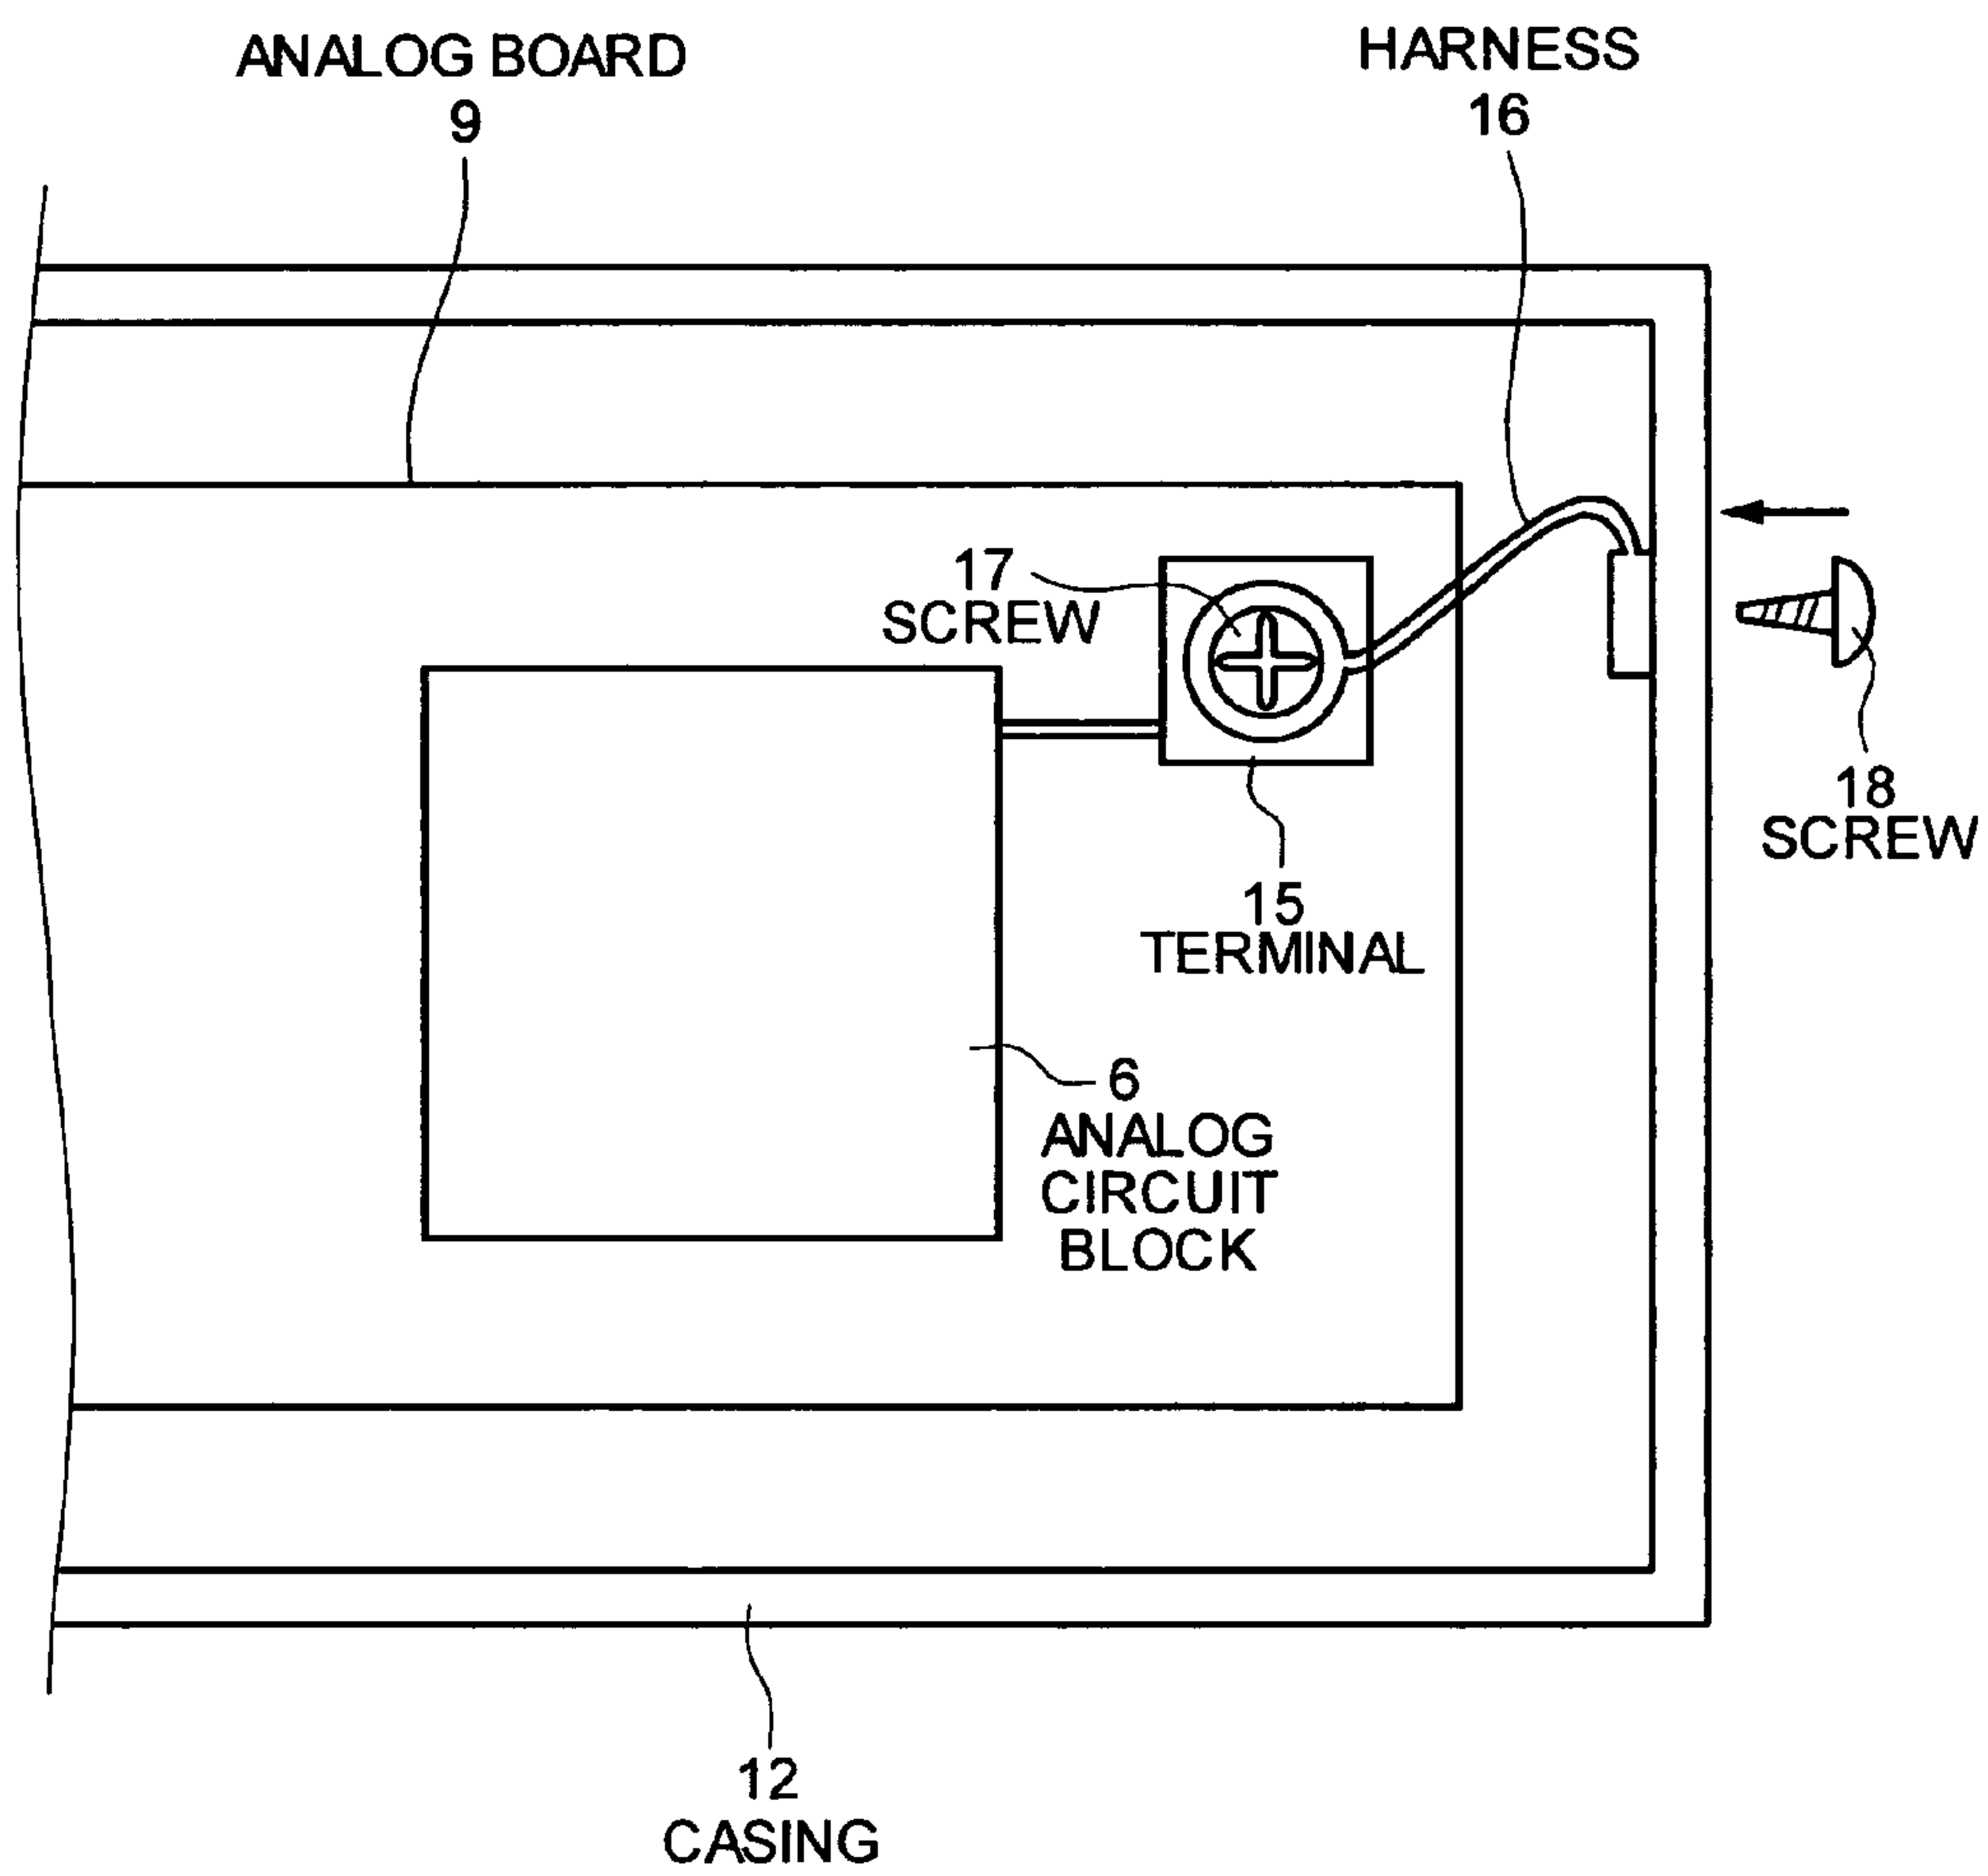 ANALOG BOARD
9
HARNESS
16
17
SCREW
18
SCREW
15
TERMINAL
6
ANALOG
CIRCUIT
BLOCK
12
CASING